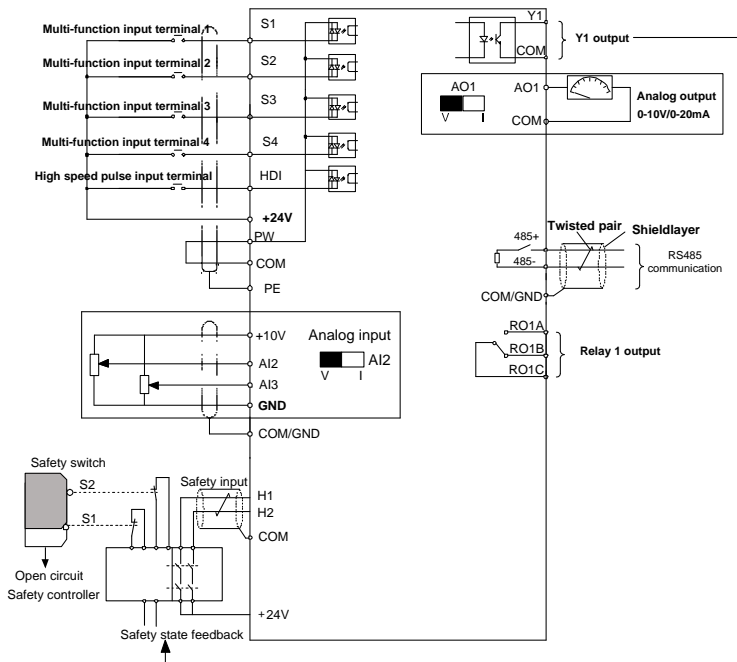 Multi-function input terminal 1
S1
Multi-function input terminal 2
S2
Multi-function input terminal 3
S3
Multi-function input terminal 4
S4
High speed pulse input terminal
HDI
+24V
PW
COM
PE
Y1
COM
Y1 output
AO1
V I
AO1
COM
Analog output
0-10V/0-20mA
Twisted pair
Shieldlayer
485+
485-
RS485
communication
COM/GND
RO1A
RO1B
RO1C
Relay 1 output
+10V
Analog input
AI2
AI2
V I
AI3
GND
COM/GND
Safety switch
S2
S1
Safety input
H1
H2
COM
Open circuit
Safety controller
+24V
Safety state feedback